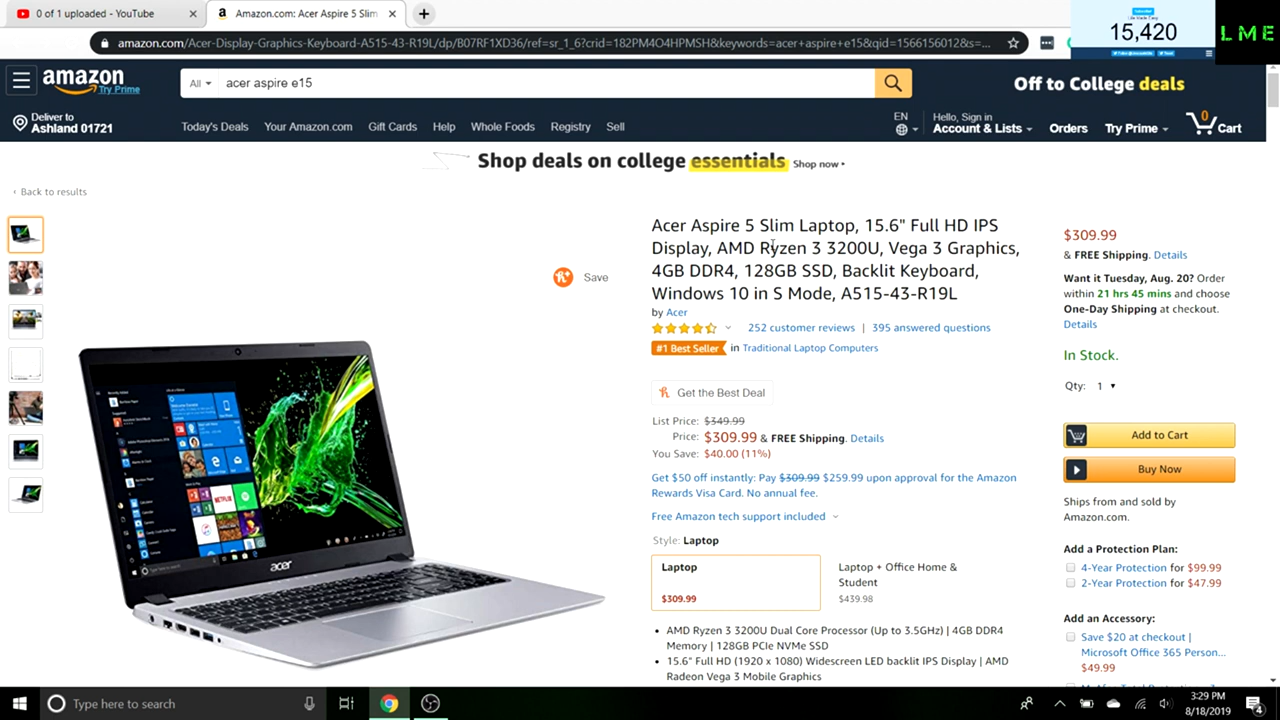 0 of 1 uploaded - YouTube
Amazon.com: Acer Aspire 5 Slim
15,420
LME
amazon.com/Acer-Display-Graphics-Keyboard-A515-43-R19L/dp/B07RF1XD36/ref=sr_1_6?crid=182PM4O4HPMSH&keywords=acer+aspire+e15&qid=1566156012&s=...
amazon
Try Prime
All
acer aspire e15
Off to College deals
Deliver to
Ashland 01721
Today's Deals
Your Amazon.com
Gift Cards
Help
Whole Foods
Registry
Sell
EN
Hello, Sign in
Account & Lists
Orders
Try Prime
0
Cart
Shop deals on college essentials Shop now
‹ Back to results
Save
Acer Aspire 5 Slim Laptop, 15.6" Full HD IPS
Display, AMD Ryzen 3 3200U, Vega 3 Graphics,
4GB DDR4, 128GB SSD, Backlit Keyboard,
Windows 10 in S Mode, A515-43-R19L
by Acer
252 customer reviews | 395 answered questions
#1 Best Seller in Traditional Laptop Computers
Get the Best Deal
List Price: $349.99
Price: $309.99 & FREE Shipping. Details
You Save: $40.00 (11%)
Get $50 off instantly: Pay $309.99 $259.99 upon approval for the Amazon
Rewards Visa Card. No annual fee.
Free Amazon tech support included
Style: Laptop
Laptop
$309.99
Laptop + Office Home &
Student
$439.98
• AMD Ryzen 3 3200U Dual Core Processor (Up to 3.5GHz) | 4GB DDR4
Memory | 128GB PCIe NVMe SSD
• 15.6" Full HD (1920 x 1080) Widescreen LED backlit IPS Display | AMD
Radeon Vega 3 Mobile Graphics
$309.99
& FREE Shipping. Details
Want it Tuesday, Aug. 20? Order
within 21 hrs 45 mins and choose
One-Day Shipping at checkout.
Details
In Stock.
Qty: 1
Add to Cart
Buy Now
Ships from and sold by
Amazon.com.
Add a Protection Plan:
4-Year Protection for $99.99
2-Year Protection for $47.99
Add an Accessory:
Save $20 at checkout |
Microsoft Office 365 Person...
$49.99
acer
NETFLIX
Type here to search
3:29 PM
8/18/2019
4